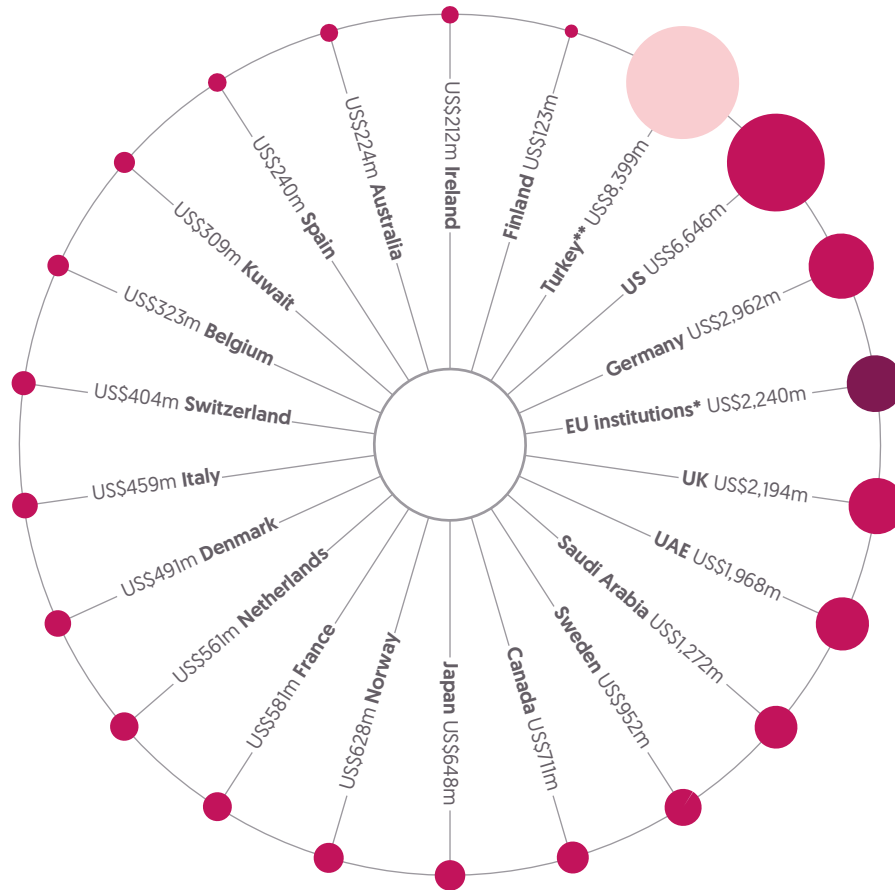 Turkey** US$8,399m
US US$6,646m
Germany US$2,962m
EU institutions* US$2,240m
UK US$2,194m
UAE US$1,968m
Saudi Arabia US$1,272m
Sweden US$952m
Canada US$711m
Japan US$648m
US$628m Norway
US$581m France
US$561m Netherlands
US$491m Denmark
US$459m Italy
US$404m Switzerland
US$323m Belgium
US$309m Kuwait
US$240m Spain
US$224m Australia
US$212m Ireland
Finland US$123m